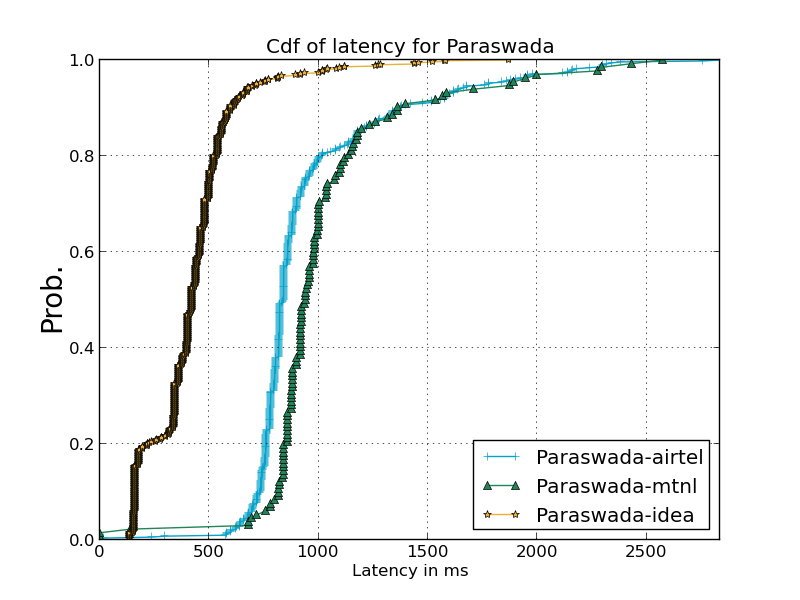 Cdf of latency for Paraswada
1.0
0.8
0.6
0.4
0.2
0.0
Prob.
0
500
1000
1500
2000
2500
Latency in ms
Paraswada-airtel
Paraswada-mtnl
Paraswada-idea